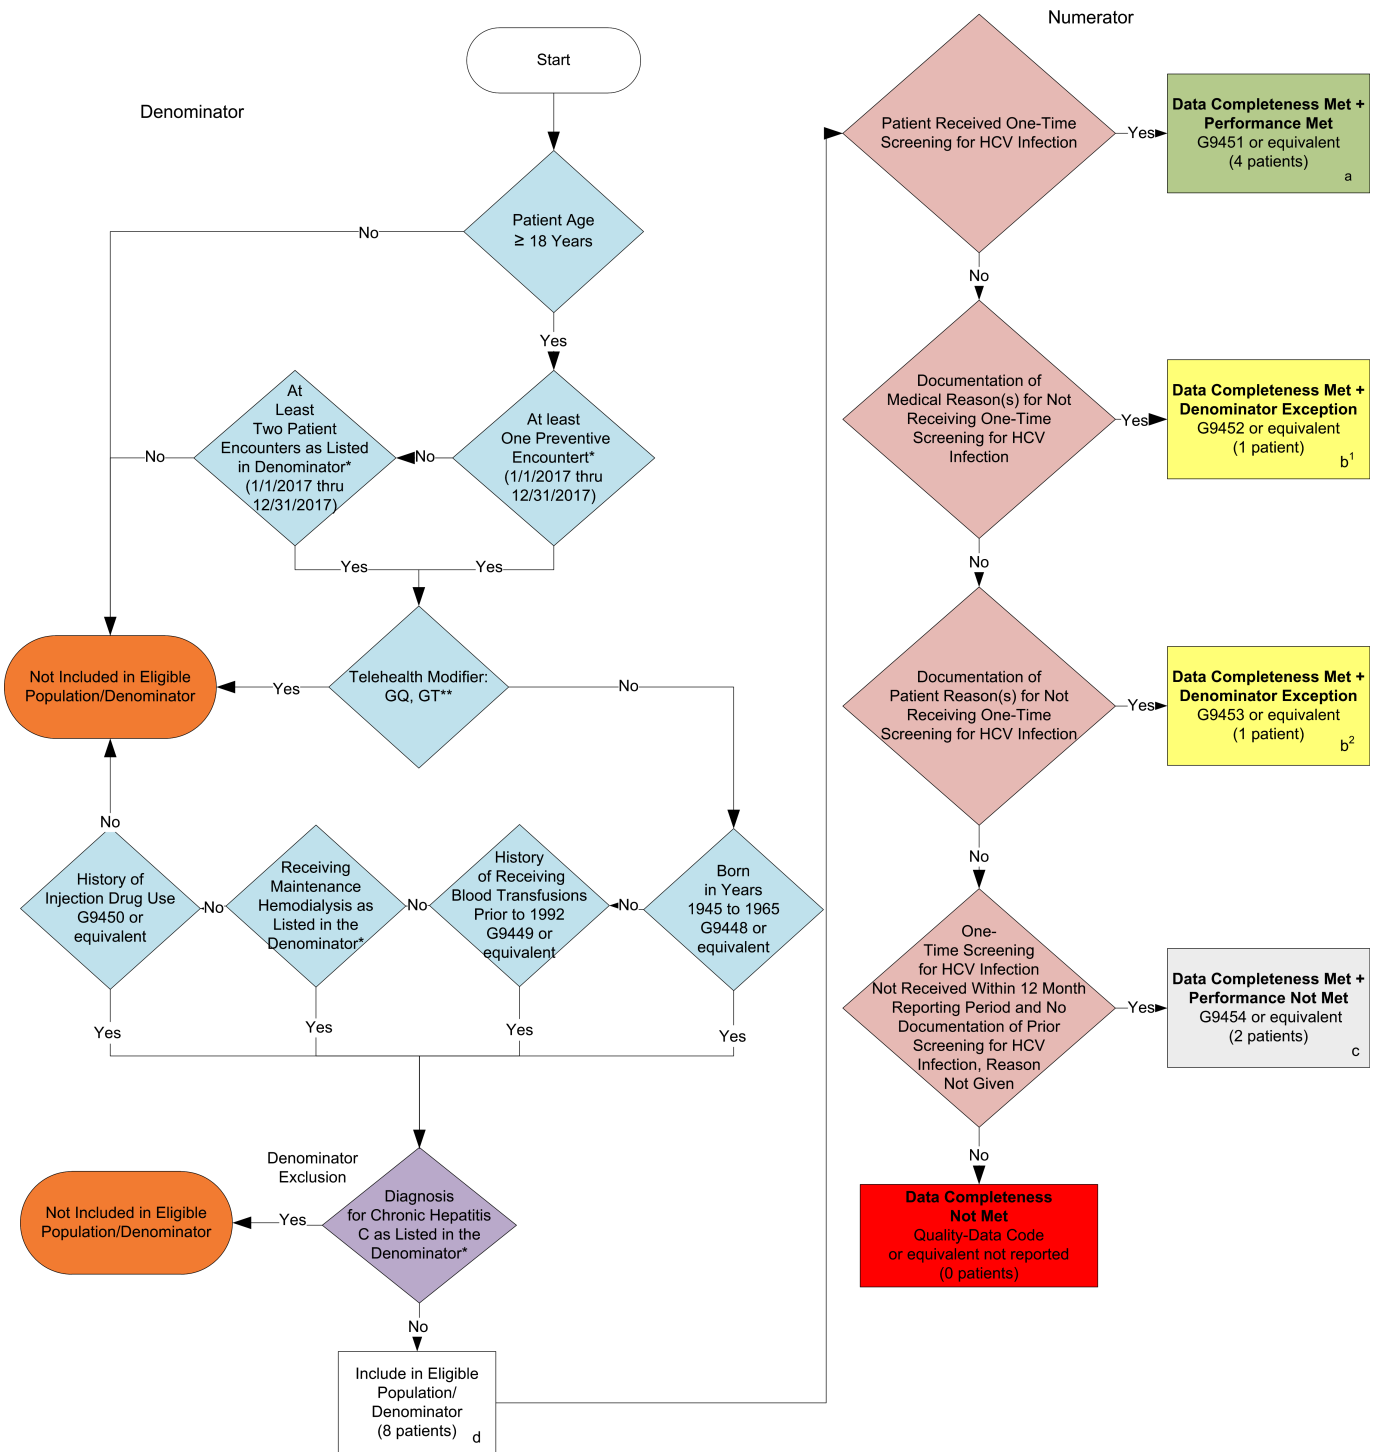 Numerator
Denominator
Start
Patient Age
≥ 18 Years
No
Yes
At
Least
Two Patient
Encounters as Listed
in Denominator*
(1/1/2017 thru
12/31/2017)
No
At least
One Preventive
Encountert*
(1/1/2017 thru
12/31/2017)
No
Yes
Yes
Not Included in Eligible
Population/Denominator
Yes
Telehealth Modifier:
GQ, GT**
No
No
History of
Injection Drug Use
G9450 or
equivalent
No
Receiving
Maintenance
Hemodialysis as
Listed in the
Denominator*
No
History
of Receiving
Blood Transfusions
Prior to 1992
G9449 or
equivalent
No
Born
in Years
1945 to 1965
G9448 or
equivalent
Yes
Yes
Yes
Yes
Denominator
Exclusion
Not Included in Eligible
Population/Denominator
Yes
Diagnosis
for Chronic Hepatitis
C as Listed in the
Denominator*
No
Include in Eligible
Population/
Denominator
(8 patients)
d
Patient Received One-Time
Screening for HCV Infection
Yes
Data Completeness Met +
Performance Met
G9451 or equivalent
(4 patients)
a
No
Documentation of
Medical Reason(s) for Not
Receiving One-Time
Screening for HCV
Infection
Yes
Data Completeness Met +
Denominator Exception
G9452 or equivalent
(1 patient)
b1
No
Documentation of
Patient Reason(s) for Not
Receiving One-Time
Screening for HCV Infection
Yes
Data Completeness Met +
Denominator Exception
G9453 or equivalent
(1 patient)
b2
No
One-
Time Screening
for HCV Infection
Not Received Within 12 Month
Reporting Period and No
Documentation of Prior
Screening for HCV
Infection, Reason
Not Given
Yes
Data Completeness Met +
Performance Not Met
G9454 or equivalent
(2 patients)
c
No
Data Completeness
Not Met
Quality-Data Code
or equivalent not reported
(0 patients)